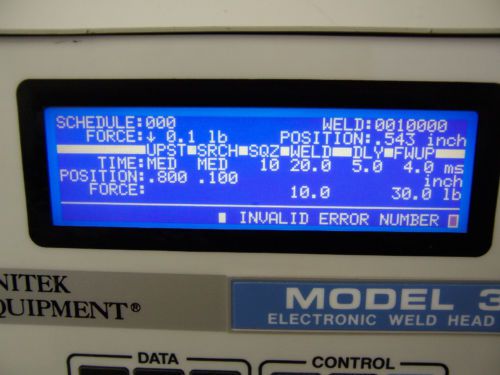 SCHEDULE:000 WELD:0010000
FORCE:↓ 0.1 lb POSITION: .543 inch
UPST SRCH SQZ WELD DLY FWUP
TIME:MED MED 10 20.0 5.0 4.0 ms
POSITION:.800 .100 inch
FORCE: 10.0 30.0 lb
INVALID ERROR NUMBER
NITEK
QUIPMENT®
MODEL 3
ELECTRONIC WELD HEAD
DATA
CONTROL